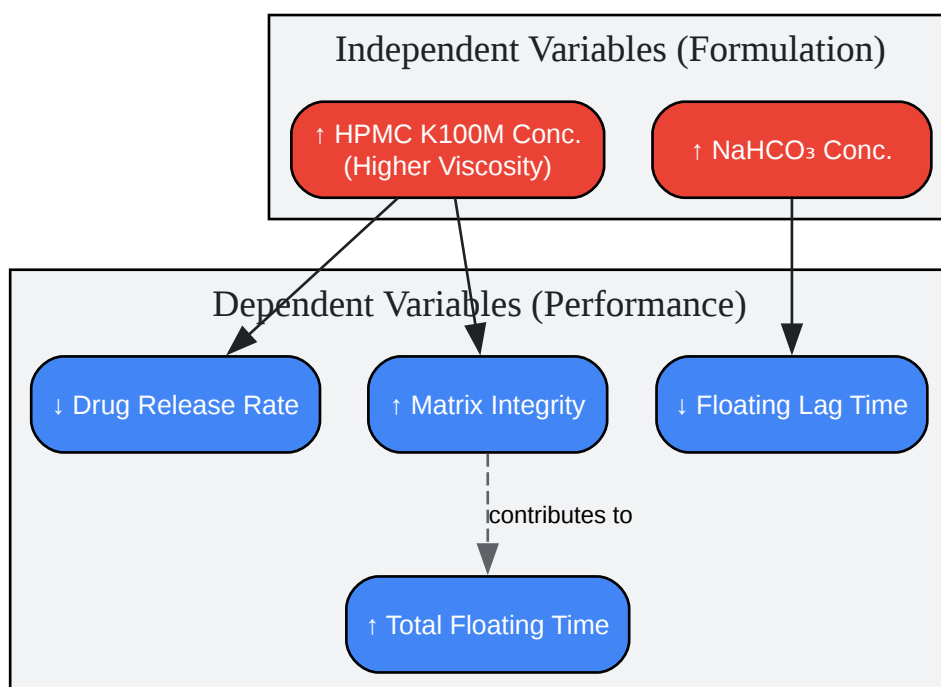 Independent Variables (Formulation)
↑ HPMC K100M Conc.
(Higher Viscosity)
↑ NaHCO₃ Conc.
Dependent Variables (Performance)
↓ Drug Release Rate
↑ Matrix Integrity
↓ Floating Lag Time
contributes to
↑ Total Floating Time